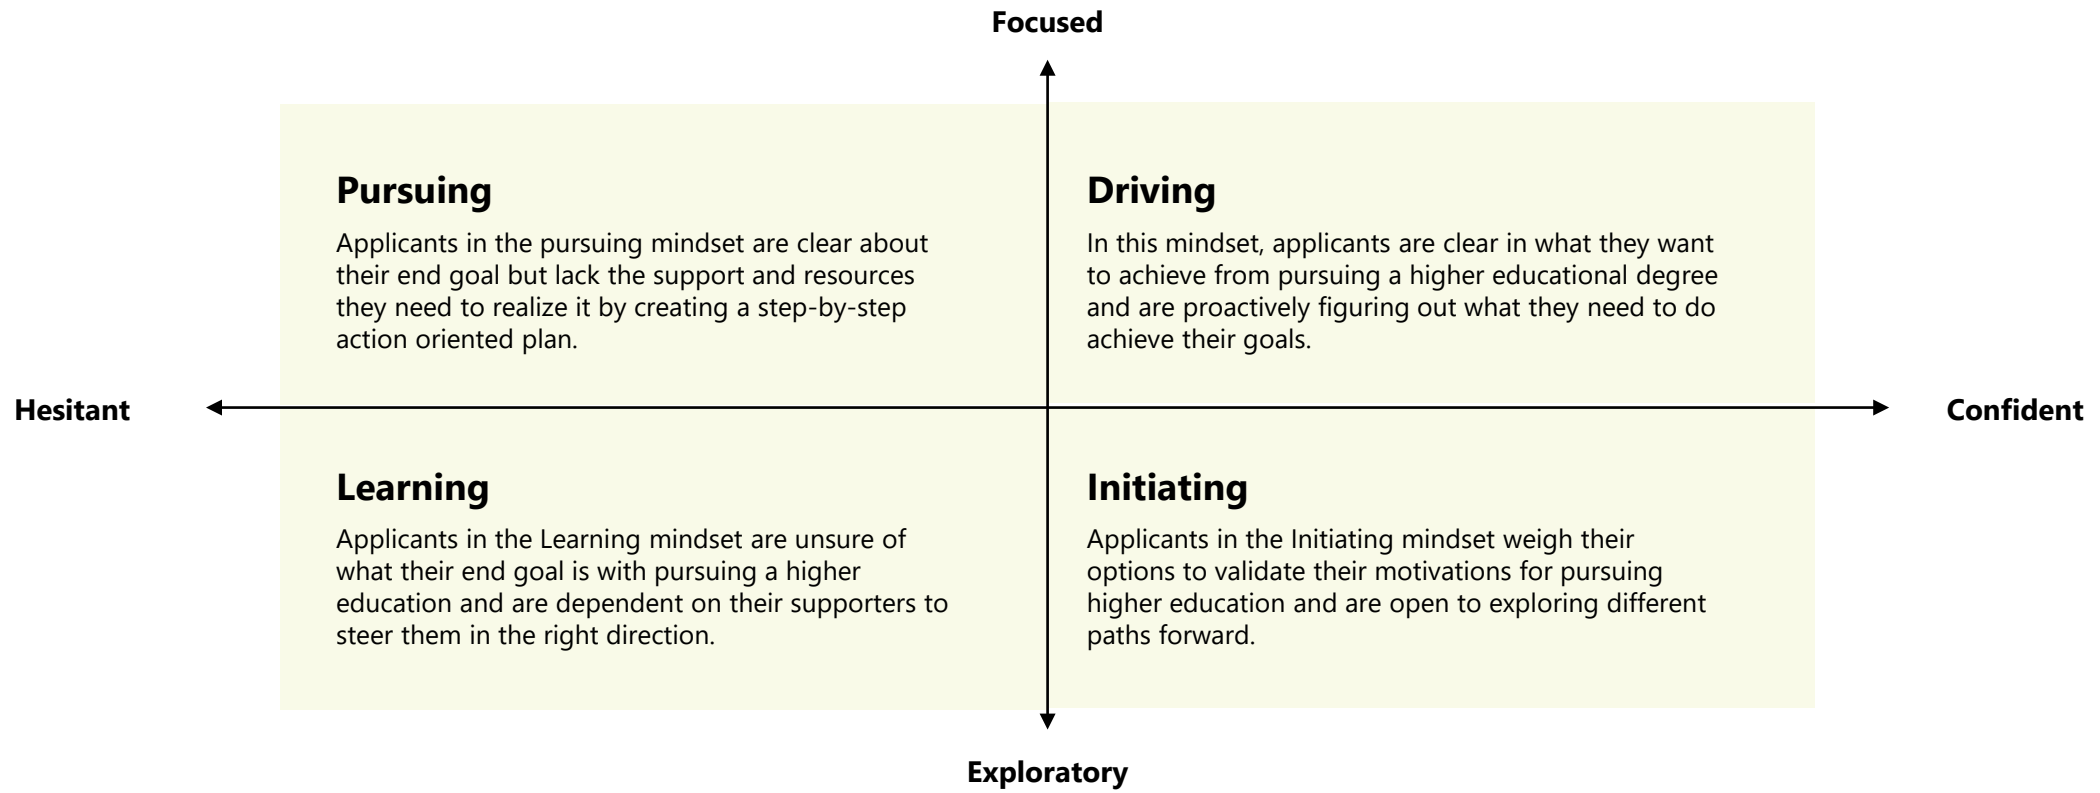 Focused
Pursuing
Applicants in the pursuing mindset are clear about
their end goal but lack the support and resources
they need to realize it by creating a step-by-step
action oriented plan.
Driving
In this mindset, applicants are clear in what they want
to achieve from pursuing a higher educational degree
and are proactively figuring out what they need to do
achieve their goals.
Hesitant
Confident
Learning
Applicants in the Learning mindset are unsure of
what their end goal is with pursuing a higher
education and are dependent on their supporters to
steer them in the right direction.
Initiating
Applicants in the Initiating mindset weigh their
options to validate their motivations for pursuing
higher education and are open to exploring different
paths forward.
Exploratory